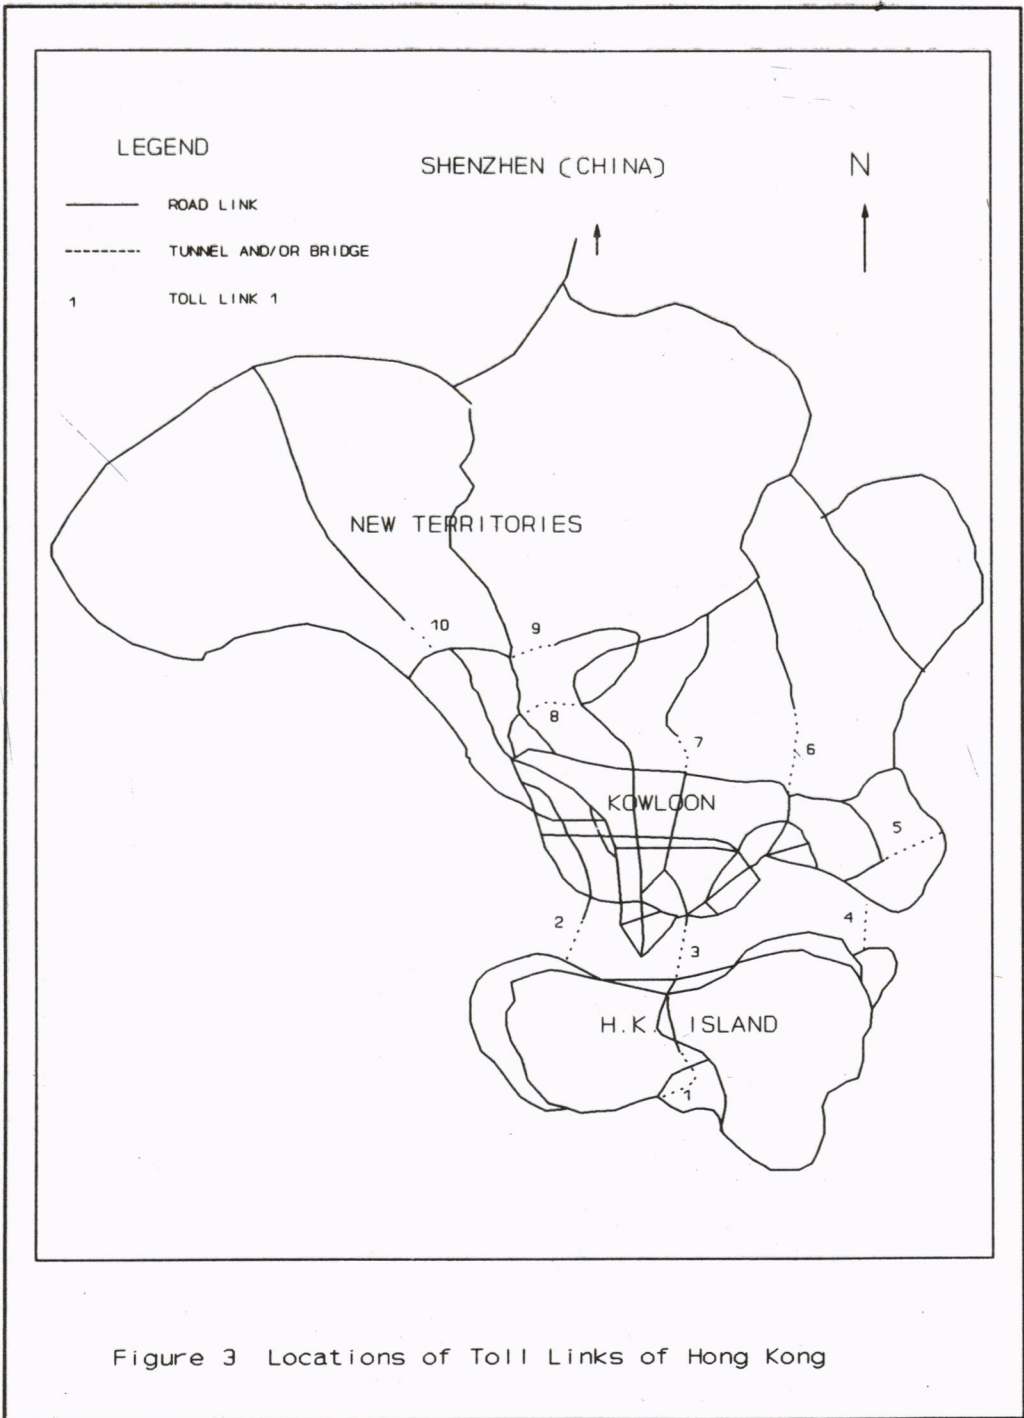 LEGEND
SHENZHEN (CHINA)
N
ROAD LINK
TUNNEL AND/OR BRIDGE
1 TOLL LINK 1
NEW TERRITORIES
10
9
8
7
6
KOWLOON
5
2
4
3
H.K. ISLAND
1
Figure 3 Locations of Toll Links of Hong Kong